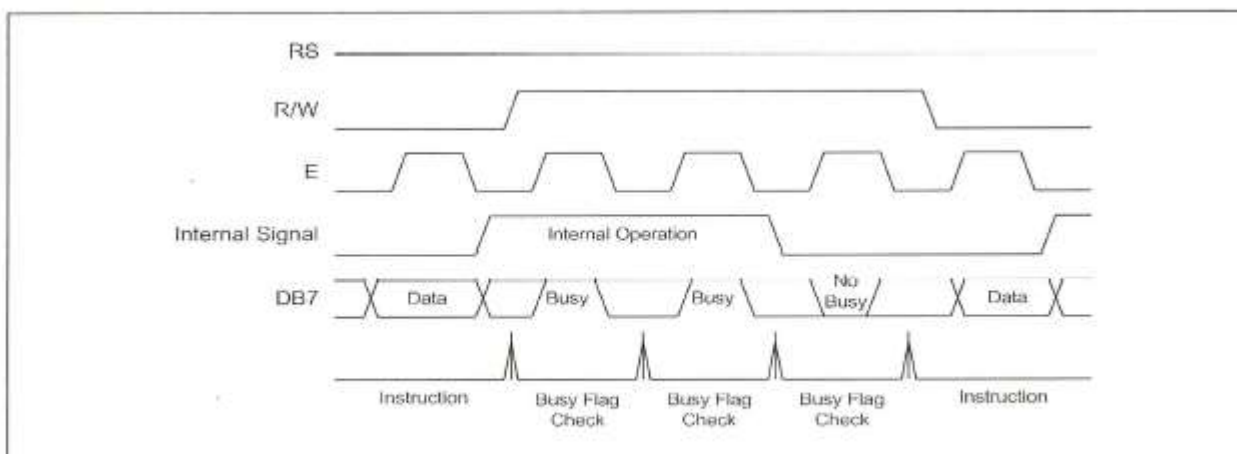 RS
R/W
E
Internal Signal
Internal Operation
DB7
Data
Busy
Busy
No
Busy
Data
Instruction
Busy Flag
Check
Busy Flag
Check
Busy Flag
Check
Instruction